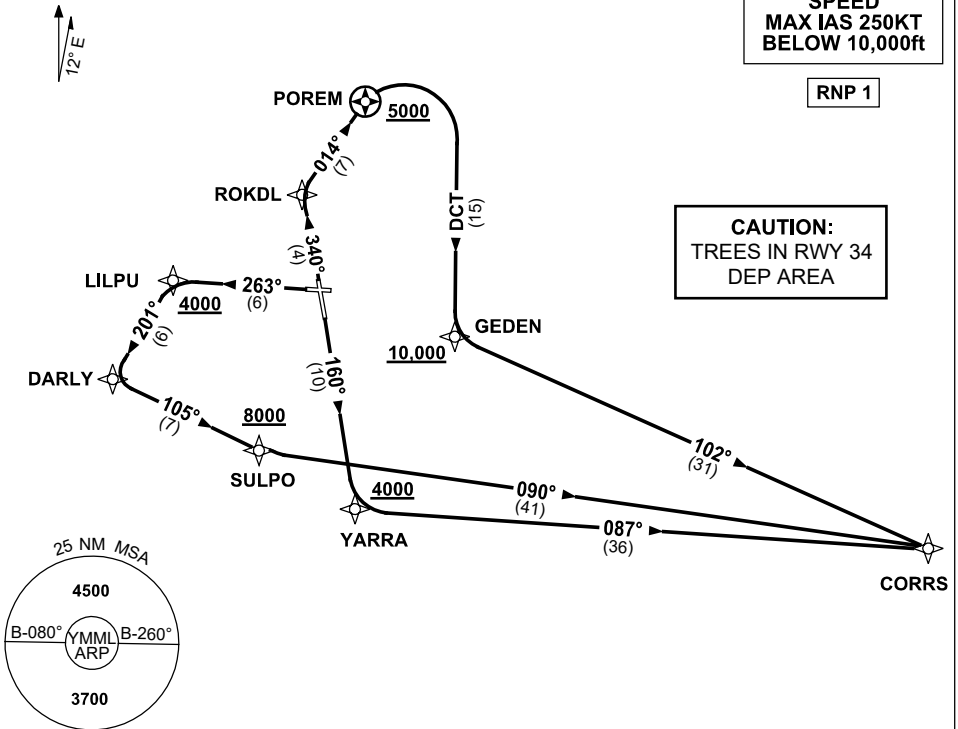 SPEED
MAX IAS 250KT
BELOW 10,000ft
RNP 1
12° E
POREM
5000
014°
(7)
ROKDL
DCT
(15)
340°
(4)
CAUTION:
TREES IN RWY 34
DEP AREA
LILPU
263°
(6)
4000
201°
(6)
GEDEN
10,000
160°
(10)
DARLY
105°
(7)
8000
102°
(31)
SULPO
4000
090°
(41)
YARRA
087°
(36)
CORRS
25 NM MSA
4500
B-080°
YMML
ARP
B-260°
3700